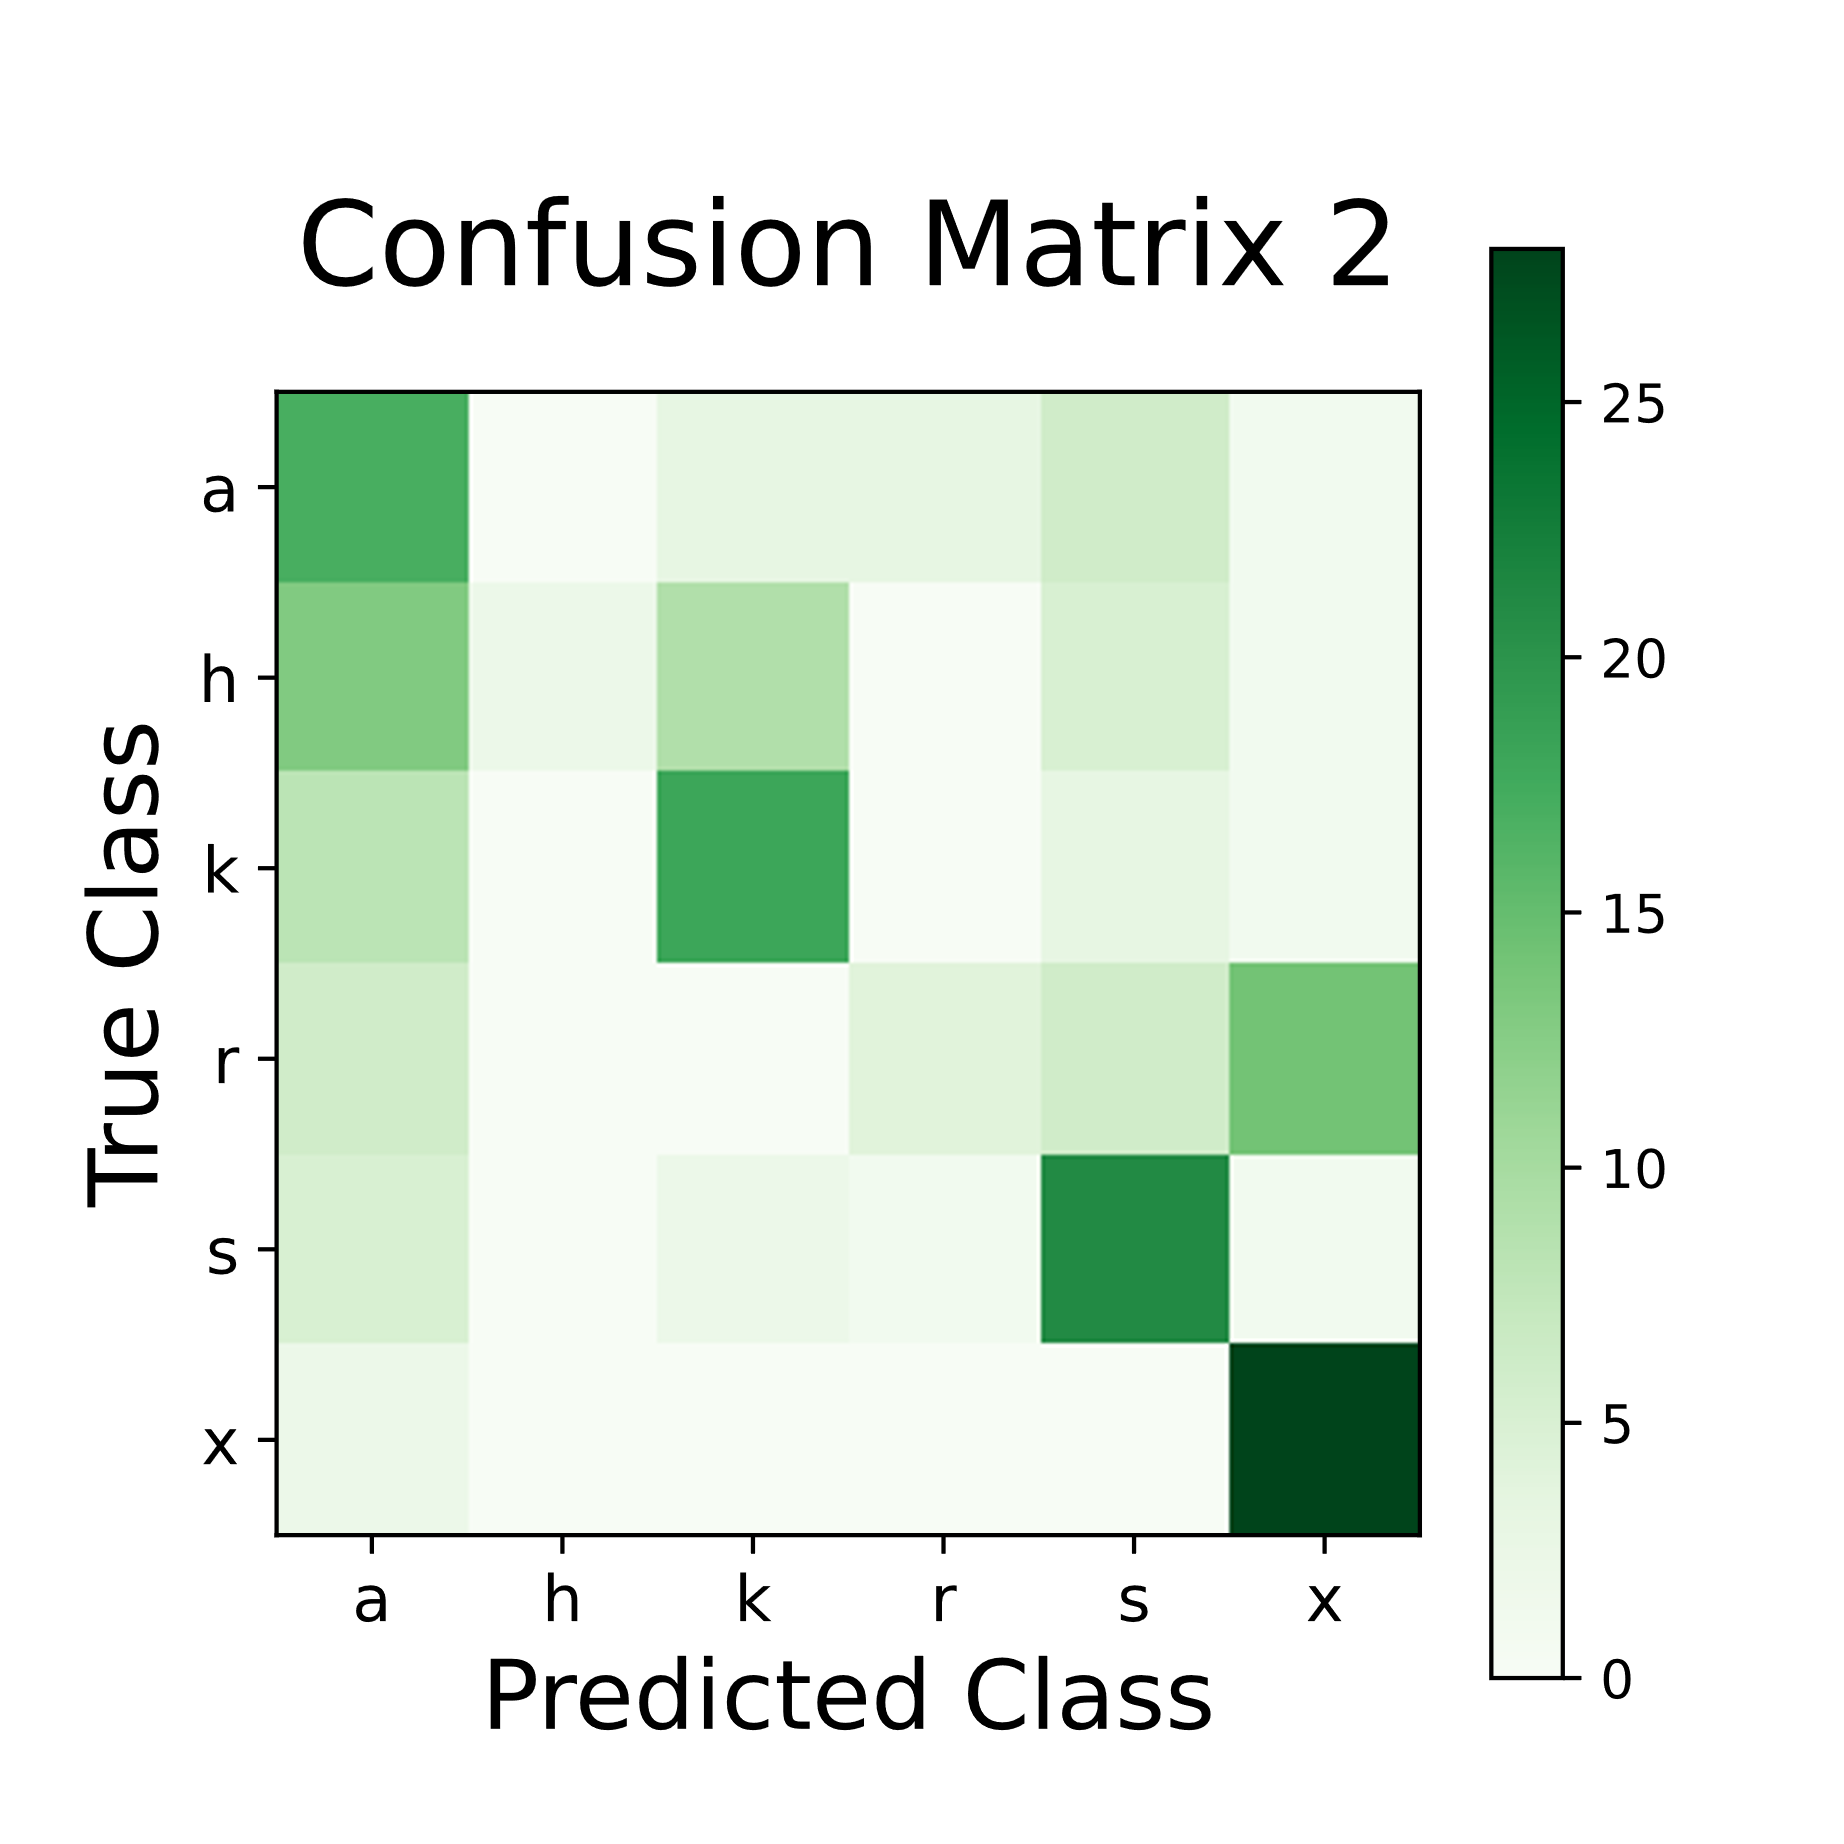 Confusion Matrix 2
25
20
15
10
5
0
True Class
a
h
k
r
s
x
a h k r s x
Predicted Class